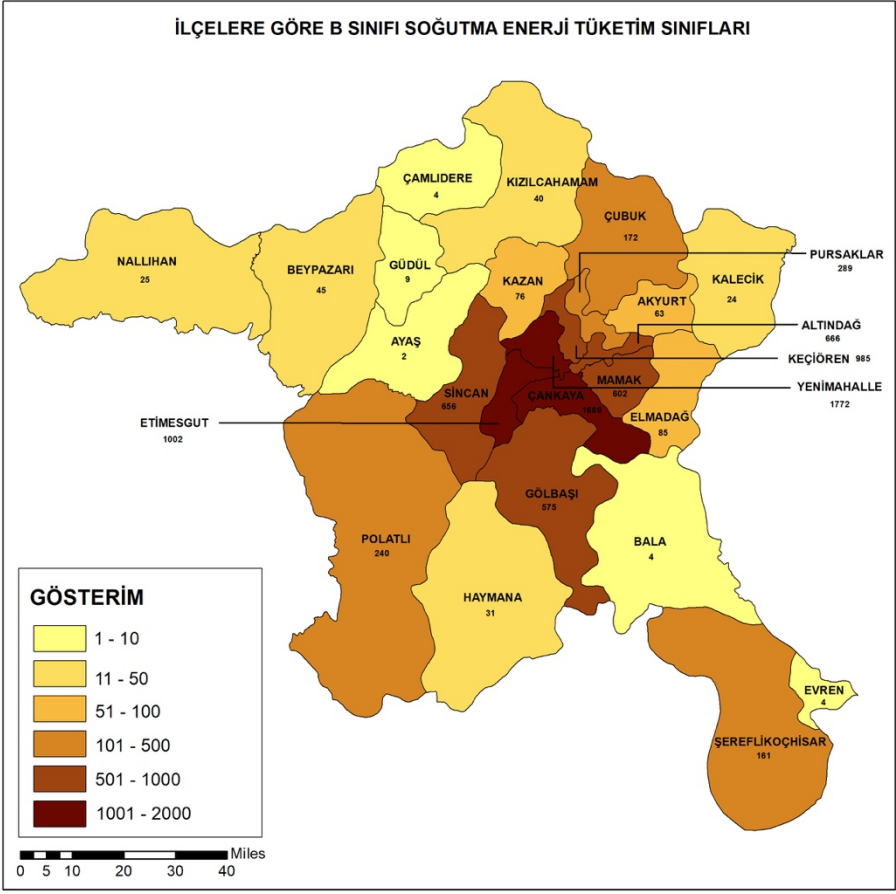 İLÇELERE GÖRE B SINIFI SOĞUTMA ENERJİ TÜKETİM SINIFLARI
ÇAMLIDERE
4
KIZILCAHAMAM
40
ÇUBUK
172
NALLIHAN
25
BEYPAZARI
45
GÜDÜL
9
KAZAN
76
PURSAKLAR
289
AKYURT
63
KALECİK
24
AYAŞ
2
ALTINDAĞ
666
KEÇİÖREN 985
YENİMAHALLE
1772
SİNCAN
656
ÇANKAYA
MAMAK
602
ELMADAĞ
85
ETİMESGUT
1002
GÖLBAŞI
575
POLATLI
240
BALA
4
HAYMANA
31
EVREN
4
ŞEREFLİKOÇHİSAR
161
GÖSTERİM
1 - 10
11 - 50
51 - 100
101 - 500
501 - 1000
1001 - 2000
Miles
0 5 10 20 30 40